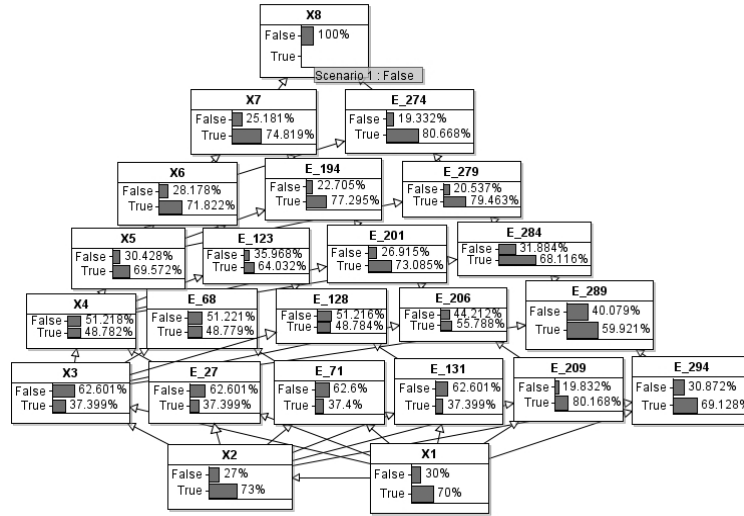 X8
False 100%
True
Scenario 1 : False
X7
False 25.181%
True 74.819%
E_274
False 19.332%
True 80.668%
X6
False 28.178%
True 71.822%
E_194
False 22.705%
True 77.295%
E_279
False 20.537%
True 79.463%
X5
False 30.428%
True 69.572%
E_123
False 35.968%
True 64.032%
E_201
False 26.915%
True 73.085%
E_284
False 31.884%
True 68.116%
X4
False 51.218%
True 48.782%
E_68
False 51.221%
True 48.779%
E_128
False 51.216%
True 48.784%
E_206
False 44.212%
True 55.788%
E_289
False 40.079%
True 59.921%
X3
False 62.601%
True 37.399%
E_27
False 62.601%
True 37.399%
E_71
False 62.6%
True 37.4%
E_131
False 62.601%
True 37.399%
E_209
False 19.832%
True 80.168%
E_294
False 30.872%
True 69.128%
X2
False 27%
True 73%
X1
False 30%
True 70%